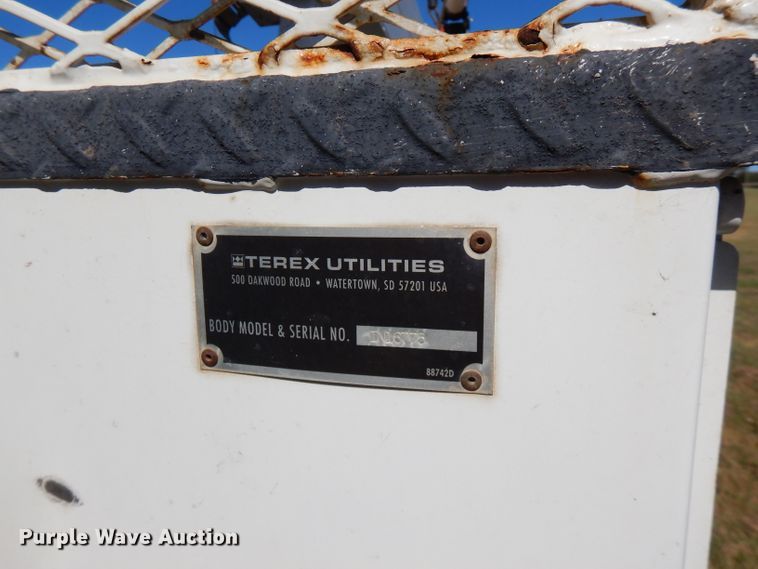 TEREX UTILITIES
500 OAKWOOD ROAD • WATERTOWN, SD 57201 USA
BODY MODEL & SERIAL NO.
88742D
Purple Wave Auction